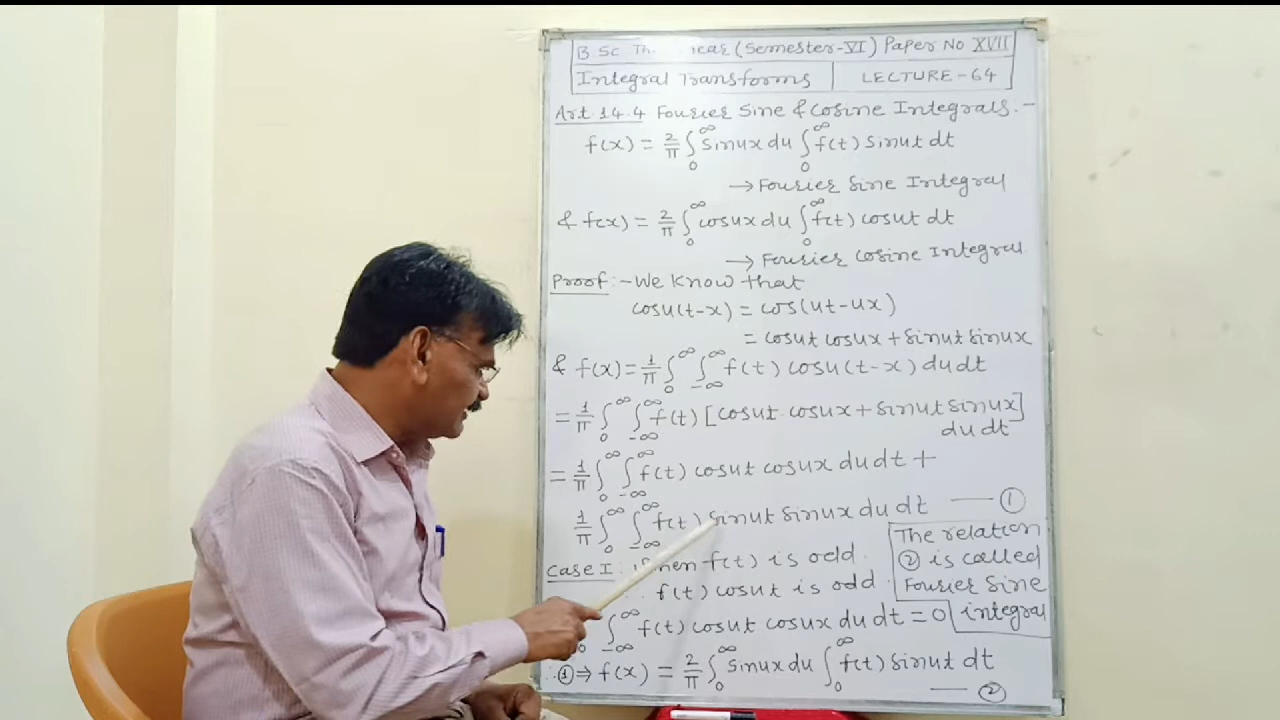 B.Sc (Semester-VI) Paper No XVII
Integral Transforms | LECTURE-64
Art.14.4 Fourier Sine & Cosine Integrals.-
f(x) = 2/π ∫₀^∞ sinux du ∫₀^∞ f(t) sinut dt
→ Fourier Sine Integral
& f(x) = 2/π ∫₀^∞ cosux du ∫₀^∞ f(t) cosut dt
→ Fourier Cosine Integral
Proof:- We know that
cosu(t-x) = cos(ut-ux)
= cosut cosux + sinut sinux
& f(x) = 1/π ∫₀^∞ ∫₋∞^∞ f(t) cosu(t-x) du dt
= 1/π ∫₀^∞ ∫₋∞^∞ f(t) [cosut cosux + sinut sinux]
du dt
= 1/π ∫₀^∞ ∫₋∞^∞ f(t) cosut cosux du dt +
1/π ∫₀^∞ ∫₋∞^∞ f(t) sinut sinux du dt — ①
Case I: f(t) is odd
f(t) cosut is odd
∫₋∞^∞ f(t) cosut cosux du dt = 0
∴ ① ⇒ f(x) = 2/π ∫₀^∞ sinux du ∫₀^∞ f(t) sinut dt
— ②
The relation
② is called
Fourier Sine
integral